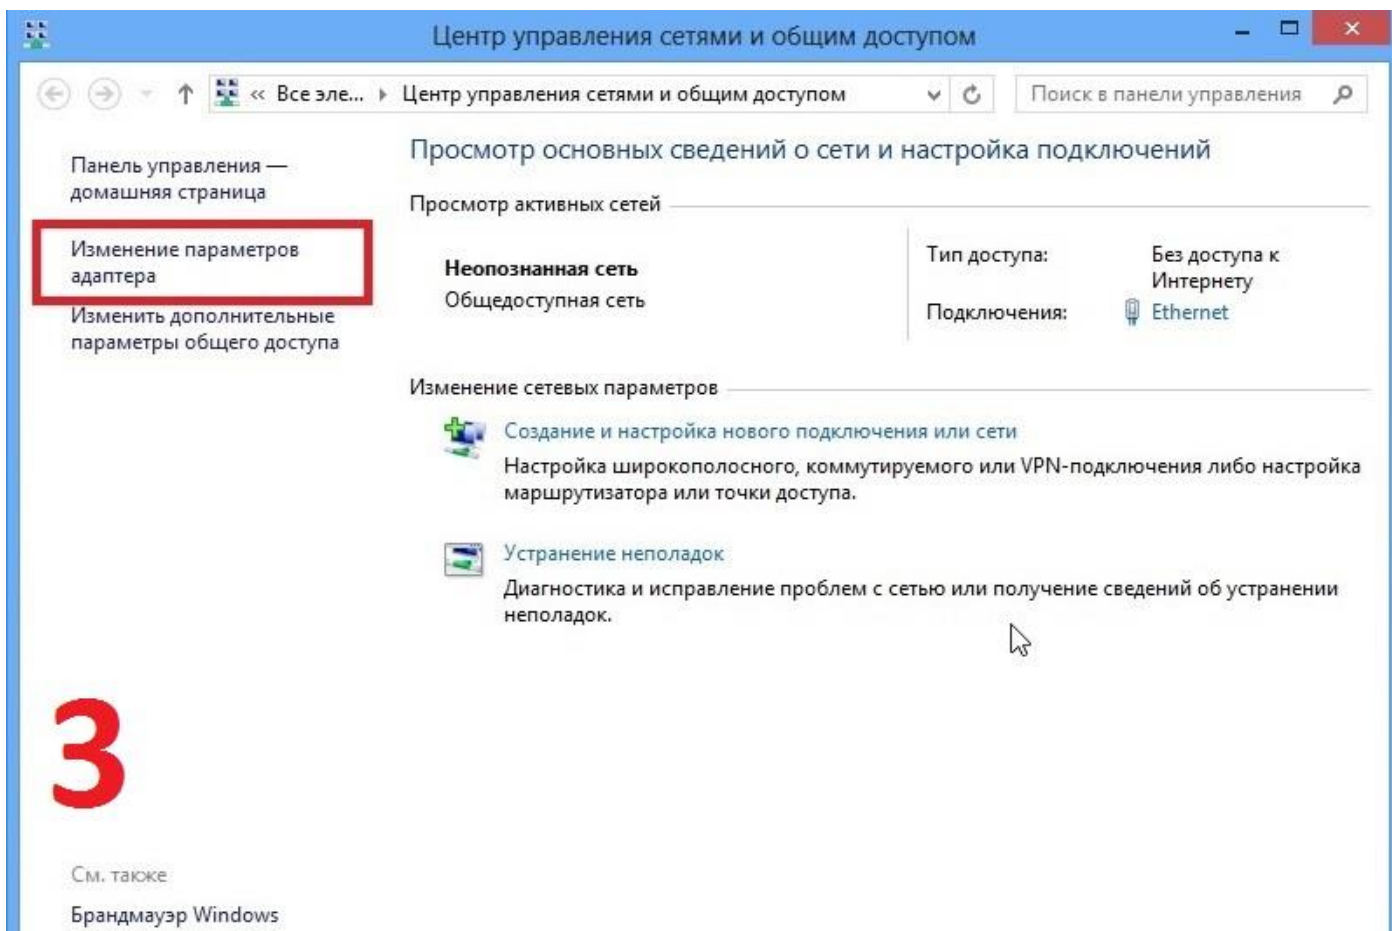 Центр управления сетями и общим доступом
« Все эле... Центр управления сетями и общим доступом
Поиск в панели управления
Панель управления —
домашняя страница
Изменение параметров
адаптера
Изменить дополнительные
параметры общего доступа
Просмотр основных сведений о сети и настройка подключений
Просмотр активных сетей
Неопознанная сеть
Общедоступная сеть
Тип доступа:
Без доступа к
Интернету
Подключения:
Ethernet
Изменение сетевых параметров
Создание и настройка нового подключения или сети
Настройка широкополосного, коммутируемого или VPN-подключения либо настройка
маршрутизатора или точки доступа.
Устранение неполадок
Диагностика и исправление проблем с сетью или получение сведений об устранении
неполадок.
3
См. также
Брандмауэр Windows